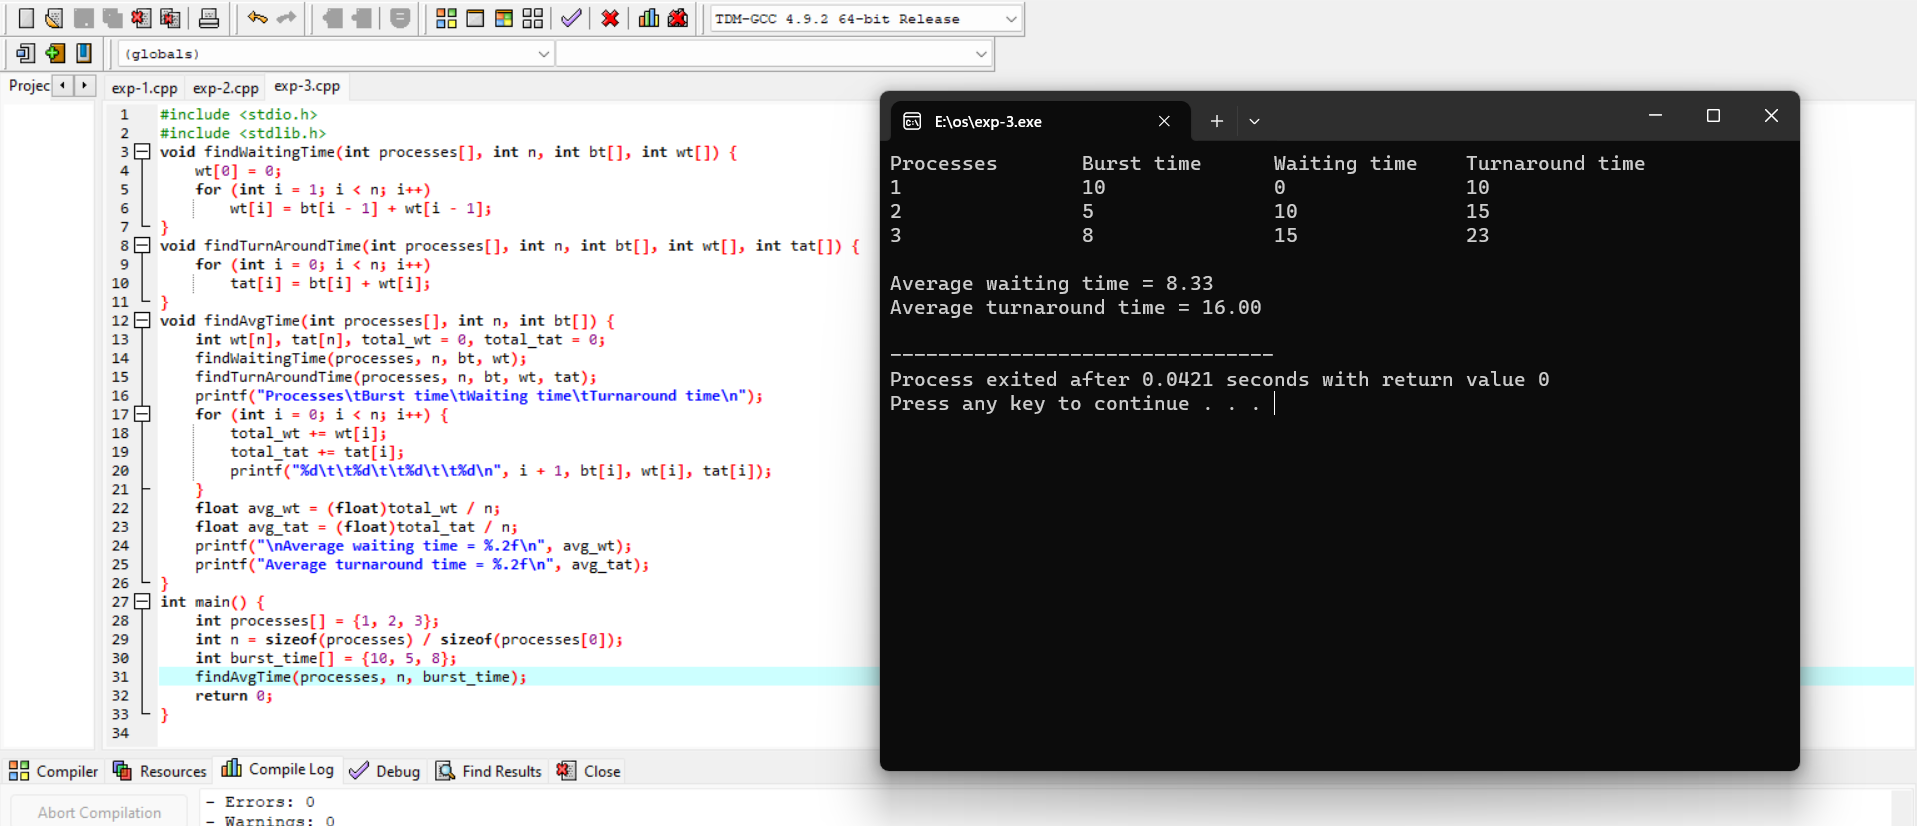 TDM-GCC 4.9.2 64-bit Release
(globals)
Projec
exp-1.cpp exp-2.cpp exp-3.cpp
1 #include <stdio.h>
2 #include <stdlib.h>
3 void findWaitingTime(int processes[], int n, int bt[], int wt[]) {
4 wt[0] = 0;
5 for (int i = 1; i < n; i++)
6 wt[i] = bt[i - 1] + wt[i - 1];
7 }
8 void findTurnAroundTime(int processes[], int n, int bt[], int wt[], int tat[]) {
9 for (int i = 0; i < n; i++)
10 tat[i] = bt[i] + wt[i];
11 }
12 void findAvgTime(int processes[], int n, int bt[]) {
13 int wt[n], tat[n], total_wt = 0, total_tat = 0;
14 findWaitingTime(processes, n, bt, wt);
15 findTurnAroundTime(processes, n, bt, wt, tat);
16 printf("Processes\tBurst time\tWaiting time\tTurnaround time\n");
17 for (int i = 0; i < n; i++) {
18 total_wt += wt[i];
19 total_tat += tat[i];
20 printf("%d\t\t%d\t\t%d\t\t%d\n", i + 1, bt[i], wt[i], tat[i]);
21 }
22 float avg_wt = (float)total_wt / n;
23 float avg_tat = (float)total_tat / n;
24 printf("\nAverage waiting time = %.2f\n", avg_wt);
25 printf("Average turnaround time = %.2f\n", avg_tat);
26 }
27 int main() {
28 int processes[] = {1, 2, 3};
29 int n = sizeof(processes) / sizeof(processes[0]);
30 int burst_time[] = {10, 5, 8};
31 findAvgTime(processes, n, burst_time);
32 return 0;
33 }
34
E:\os\exp-3.exe
Processes Burst time Waiting time Turnaround time
1 10 0 10
2 5 10 15
3 8 15 23
Average waiting time = 8.33
Average turnaround time = 16.00
--------------------------------
Process exited after 0.0421 seconds with return value 0
Press any key to continue . . .
Compiler Resources Compile Log Debug Find Results Close
Abort Compilation
- Errors: 0
- Warnings: 0